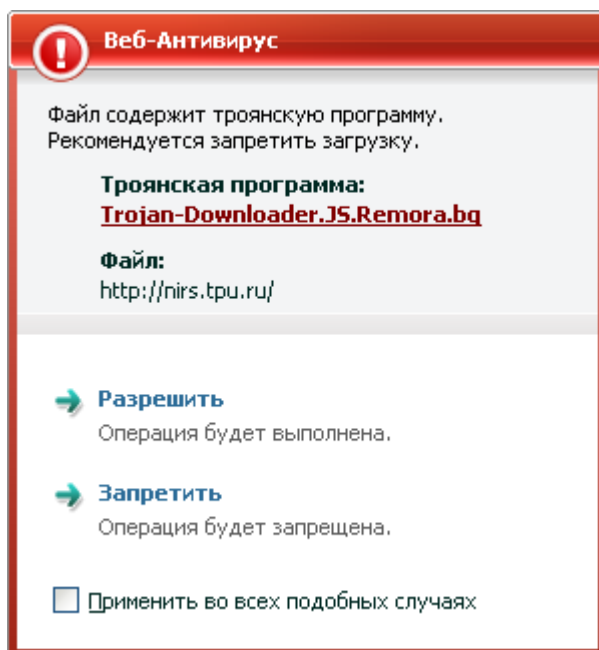 Веб-Антивирус
Файл содержит троянскую программу.
Рекомендуется запретить загрузку.
Троянская программа:
Trojan-Downloader.JS.Remora.bq
Файл:
http://nirs.tpu.ru/
Разрешить
Операция будет выполнена.
Запретить
Операция будет запрещена.
Применить во всех подобных случаях